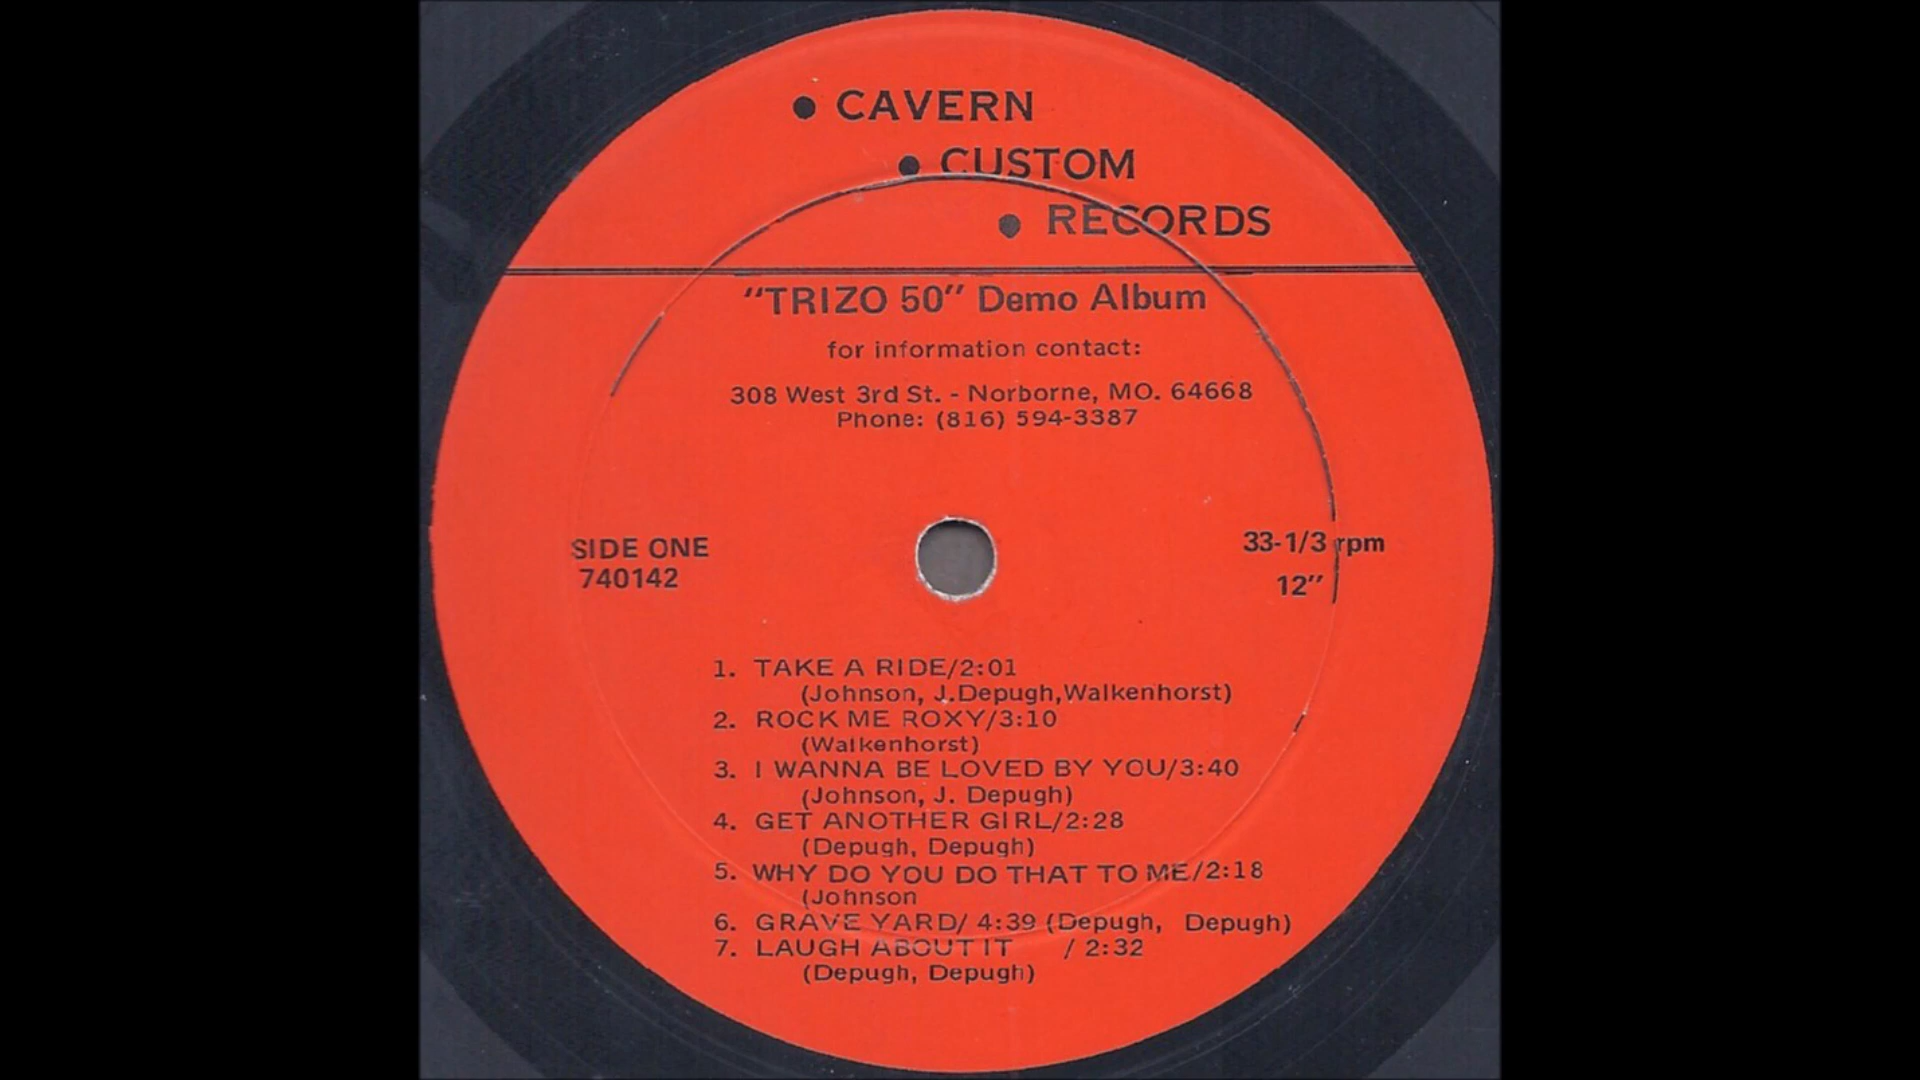 • CAVERN
• CUSTOM
• RECORDS
"TRIZO 50" Demo Album
for information contact:
308 West 3rd St. - Norborne, MO. 64668
Phone: (816) 594-3387
SIDE ONE
740142
33-1/3 rpm
12"
1. TAKE A RIDE/2:01
(Johnson, J.Depugh,Walkenhorst)
2. ROCK ME ROXY/3:10
(Walkenhorst)
3. I WANNA BE LOVED BY YOU/3:40
(Johnson, J. Depugh)
4. GET ANOTHER GIRL/2:28
(Depugh, Depugh)
5. WHY DO YOU DO THAT TO ME/2:18
(Johnson
6. GRAVE YARD/ 4:39 (Depugh, Depugh)
7. LAUGH ABOUT IT / 2:32
(Depugh, Depugh)